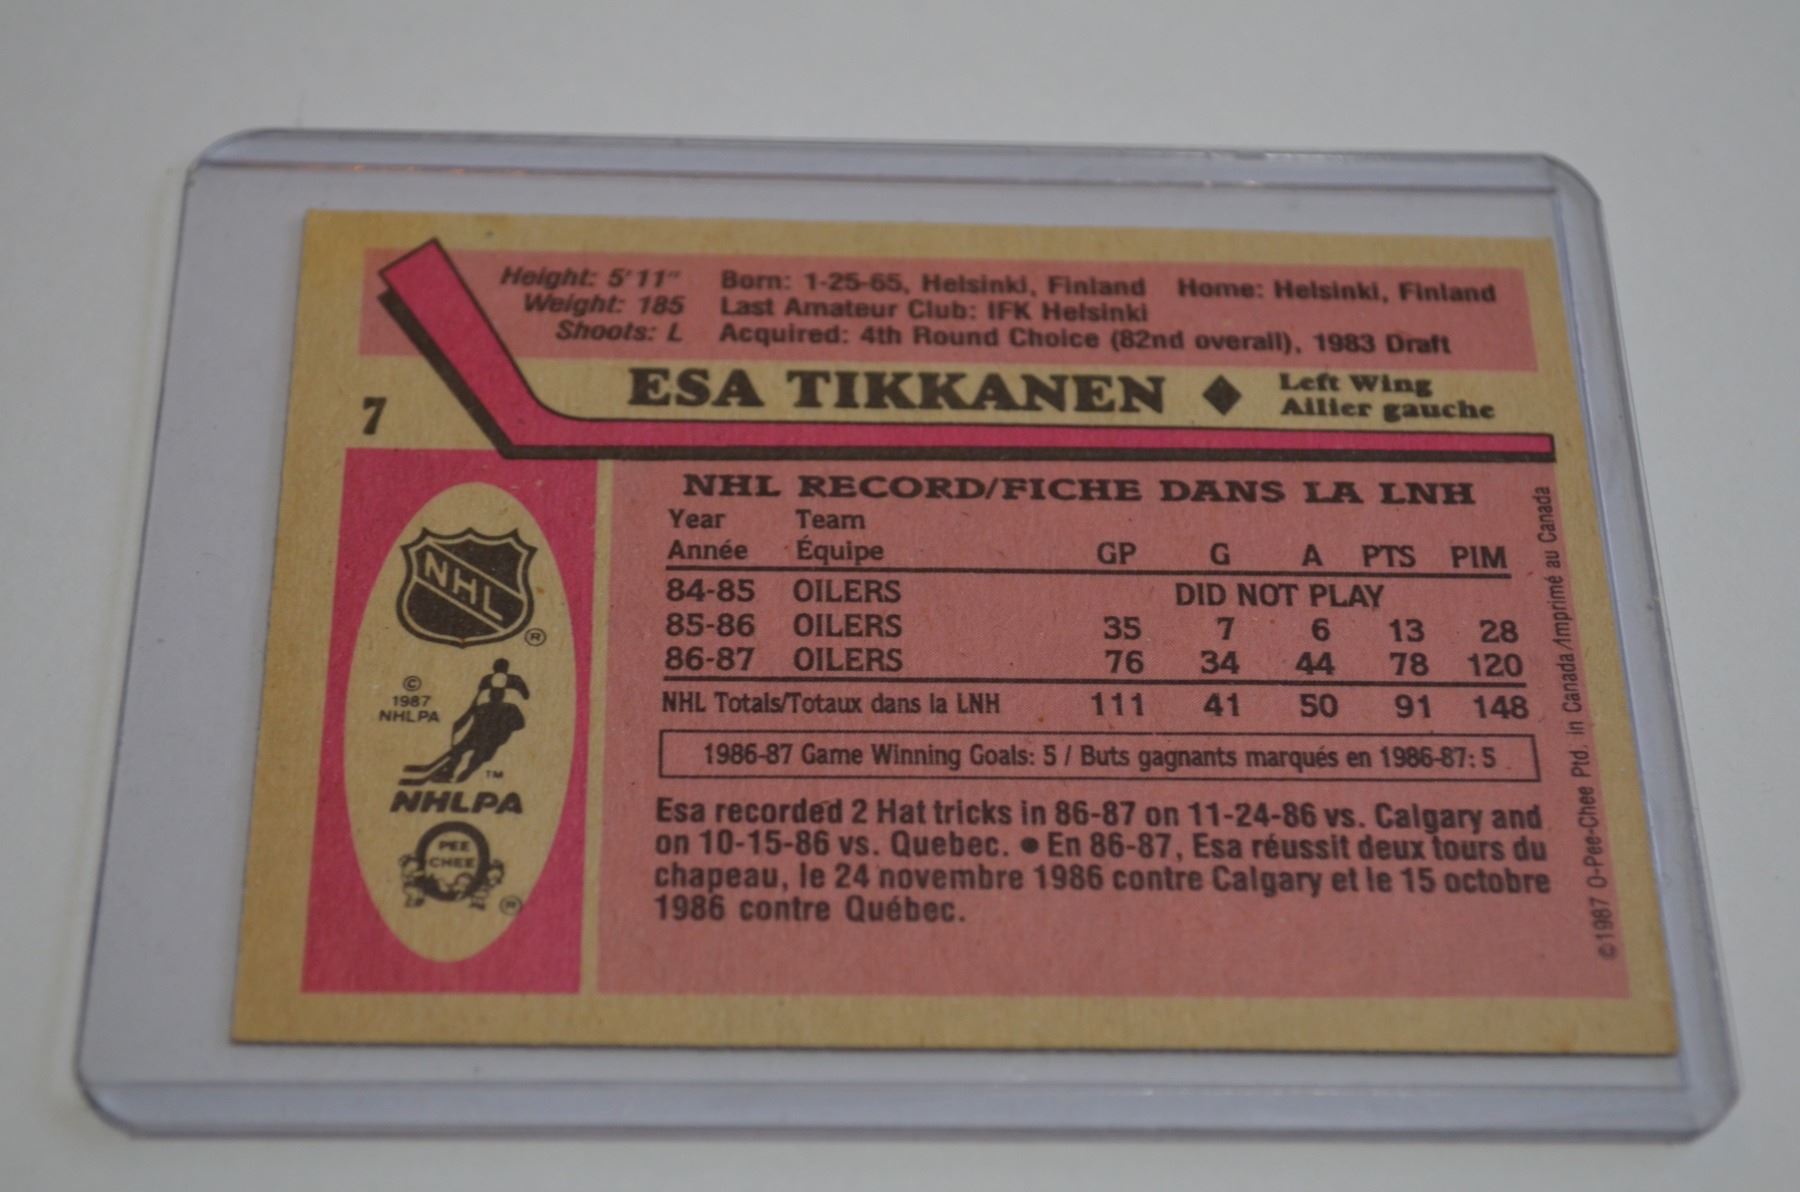 Height: 5'11" Born: 1-25-65, Helsinki, Finland Home: Helsinki, Finland
Weight: 185 Last Amateur Club: IFK Helsinki
Shoots: L Acquired: 4th Round Choice (82nd overall), 1983 Draft
7
ESA TIKKANEN ♦ Left Wing
Ailier gauche
NHL RECORD/FICHE DANS LA LNH
Year Team
Année Équipe GP G A PTS PIM
84-85 OILERS DID NOT PLAY
85-86 OILERS 35 7 6 13 28
86-87 OILERS 76 34 44 78 120
NHL Totals/Totaux dans la LNH 111 41 50 91 148
1986-87 Game Winning Goals: 5 / Buts gagnants marqués en 1986-87: 5
Esa recorded 2 Hat tricks in 86-87 on 11-24-86 vs. Calgary and
on 10-15-86 vs. Quebec. ● En 86-87, Esa réussit deux tours du
chapeau, le 24 novembre 1986 contre Calgary et le 15 octobre
1986 contre Québec.
NHL
®
©
1987
NHLPA
TM
NHLPA
O
PEE
CHEE
®
©1987 O-Pee-Chee Ptd. in Canada/Imprimé au Canada